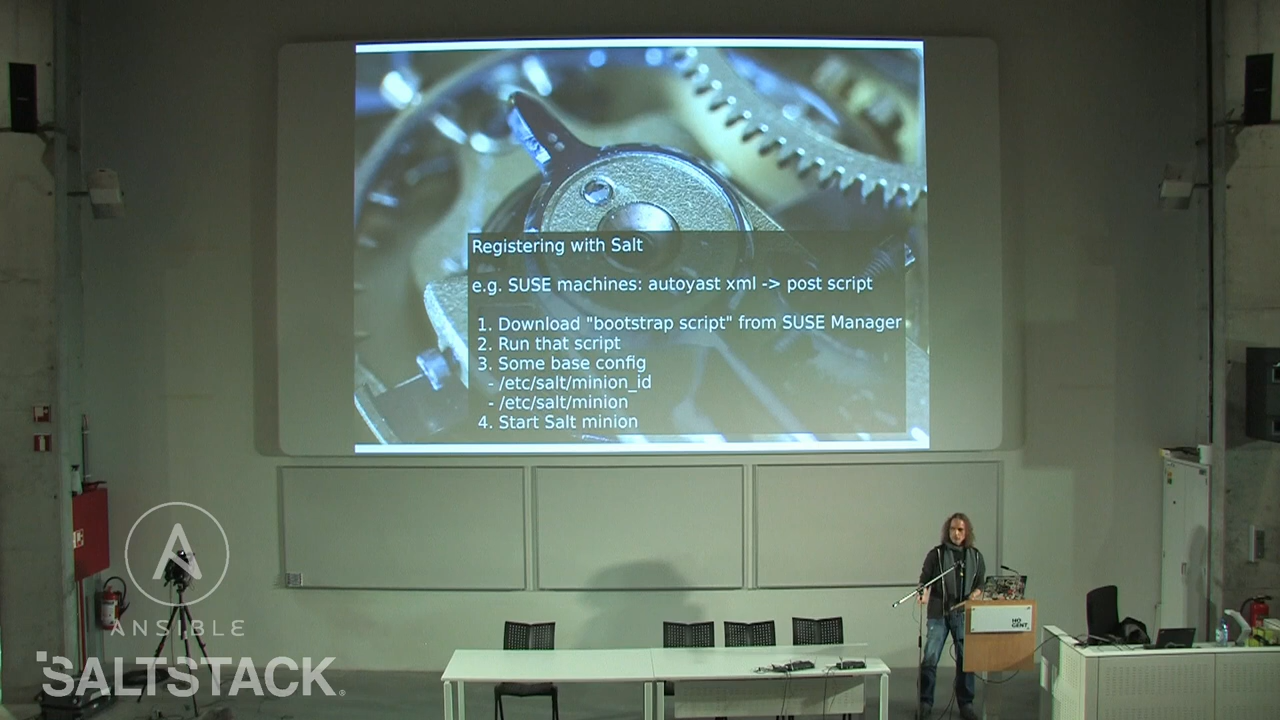 Registering with Salt
e.g. SUSE machines: autoyast xml -> post script
1. Download "bootstrap script" from SUSE Manager
2. Run that script
3. Some base config
- /etc/salt/minion_id
- /etc/salt/minion
4. Start Salt minion
HO
GENT
ANSIBLE
SALTSTACK